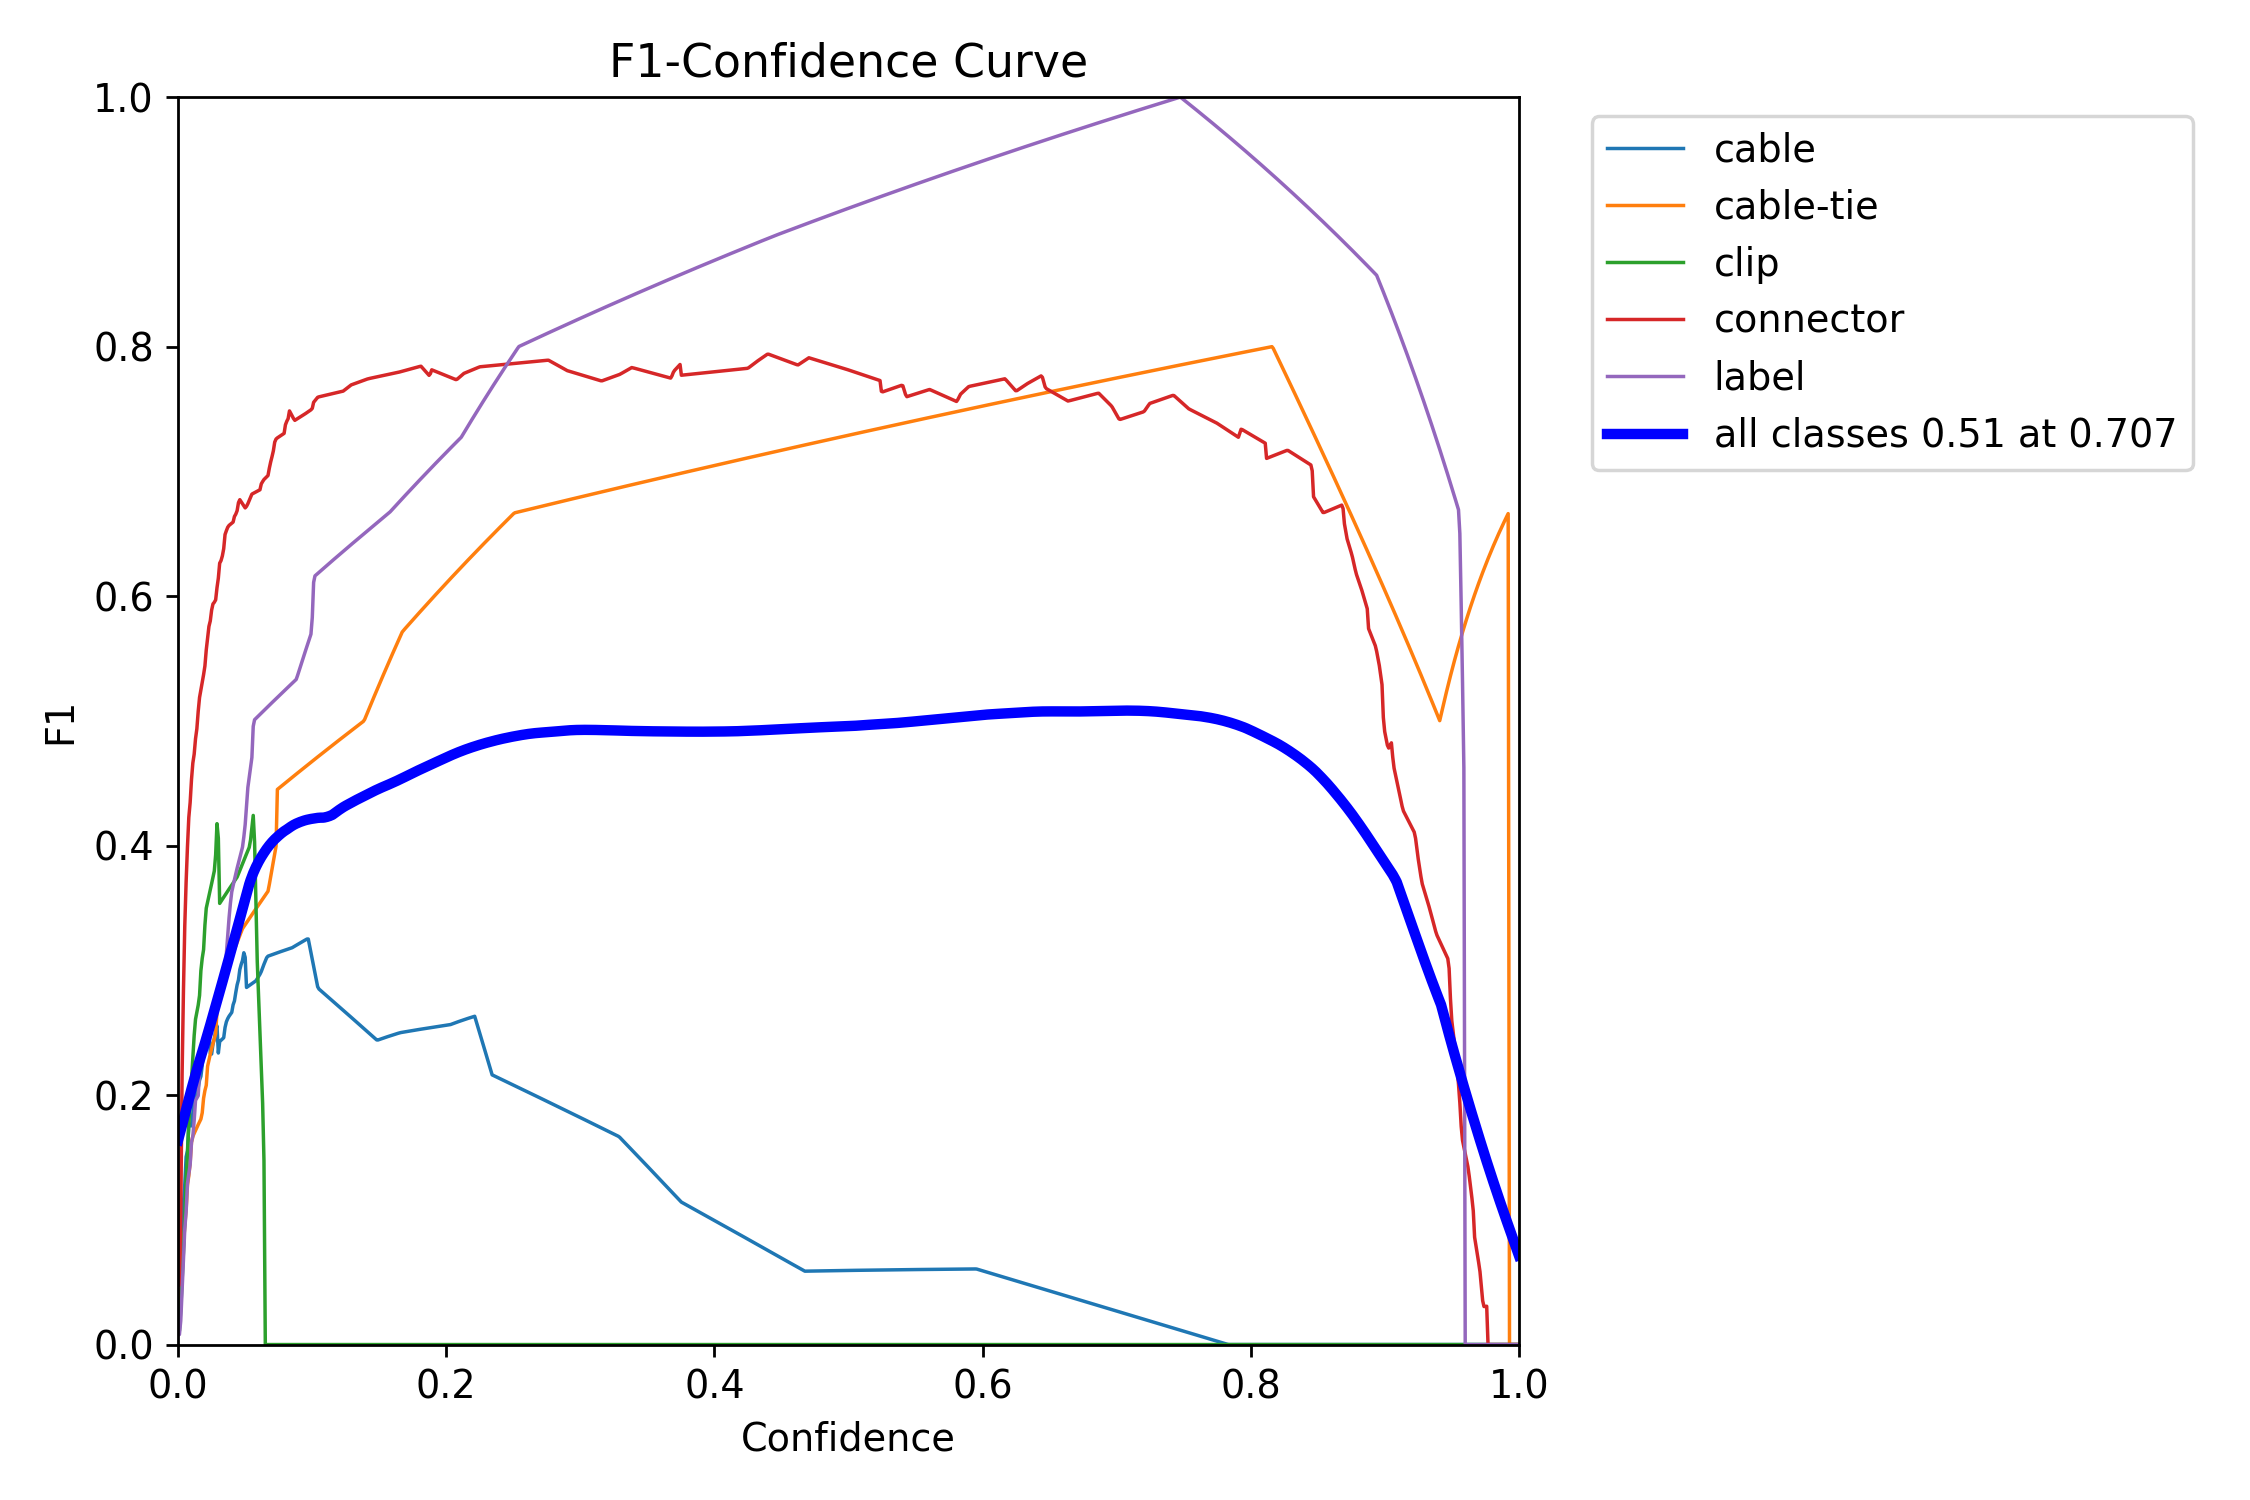 F1-Confidence Curve
1.0
0.8
0.6
0.4
0.2
0.0
F1
0.0 0.2 0.4 0.6 0.8 1.0
Confidence
cable
cable-tie
clip
connector
label
all classes 0.51 at 0.707